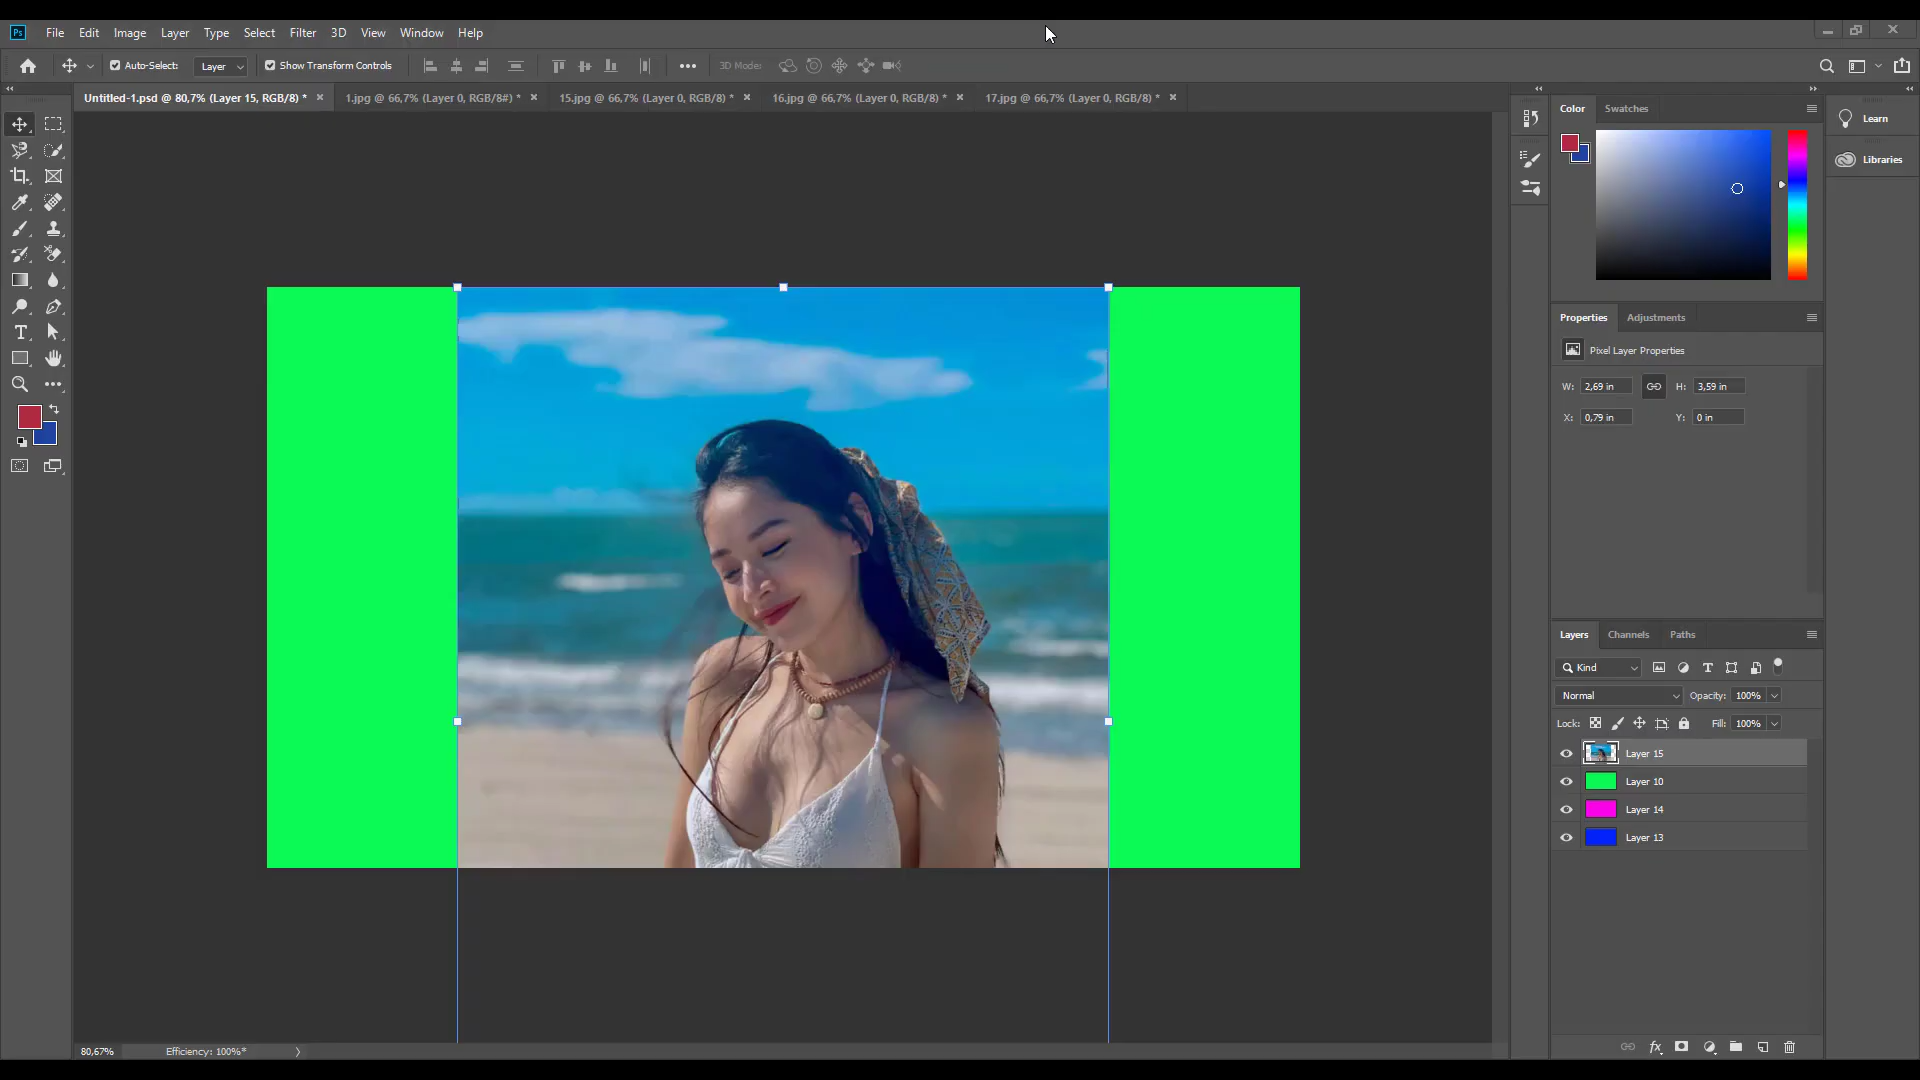 Ps File Edit Image Layer Type Select Filter 3D View Window Help
Auto-Select: Layer Show Transform Controls 3D Mode:
Untitled-1.psd @ 80,7% (Layer 15, RGB/8) * 1.jpg @ 66,7% (Layer 0, RGB/8#) * 15.jpg @ 66,7% (Layer 0, RGB/8) * 16.jpg @ 66,7% (Layer 0, RGB/8) * 17.jpg @ 66,7% (Layer 0, RGB/8) *
Color Swatches
Learn
Libraries
Properties Adjustments
Pixel Layer Properties
W: 2,69 in H: 3,59 in
X: 0,79 in Y: 0 in
Layers Channels Paths
Kind
Normal Opacity: 100%
Lock: Fill: 100%
Layer 15
Layer 10
Layer 14
Layer 13
80,67% Efficiency: 100%*